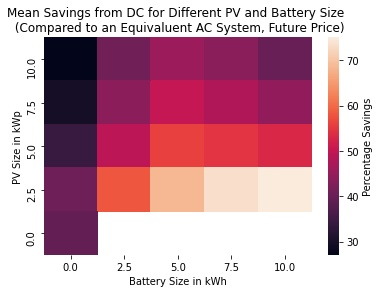 Mean Savings from DC for Different PV and Battery Size
(Compared to an Equivaluent AC System, Future Price)
10.0
7.5
5.0
2.5
0.0
PV Size in kWp
0.0 2.5 5.0 7.5 10.0
Battery Size in kWh
70
60
50
40
30
Percentage Savings